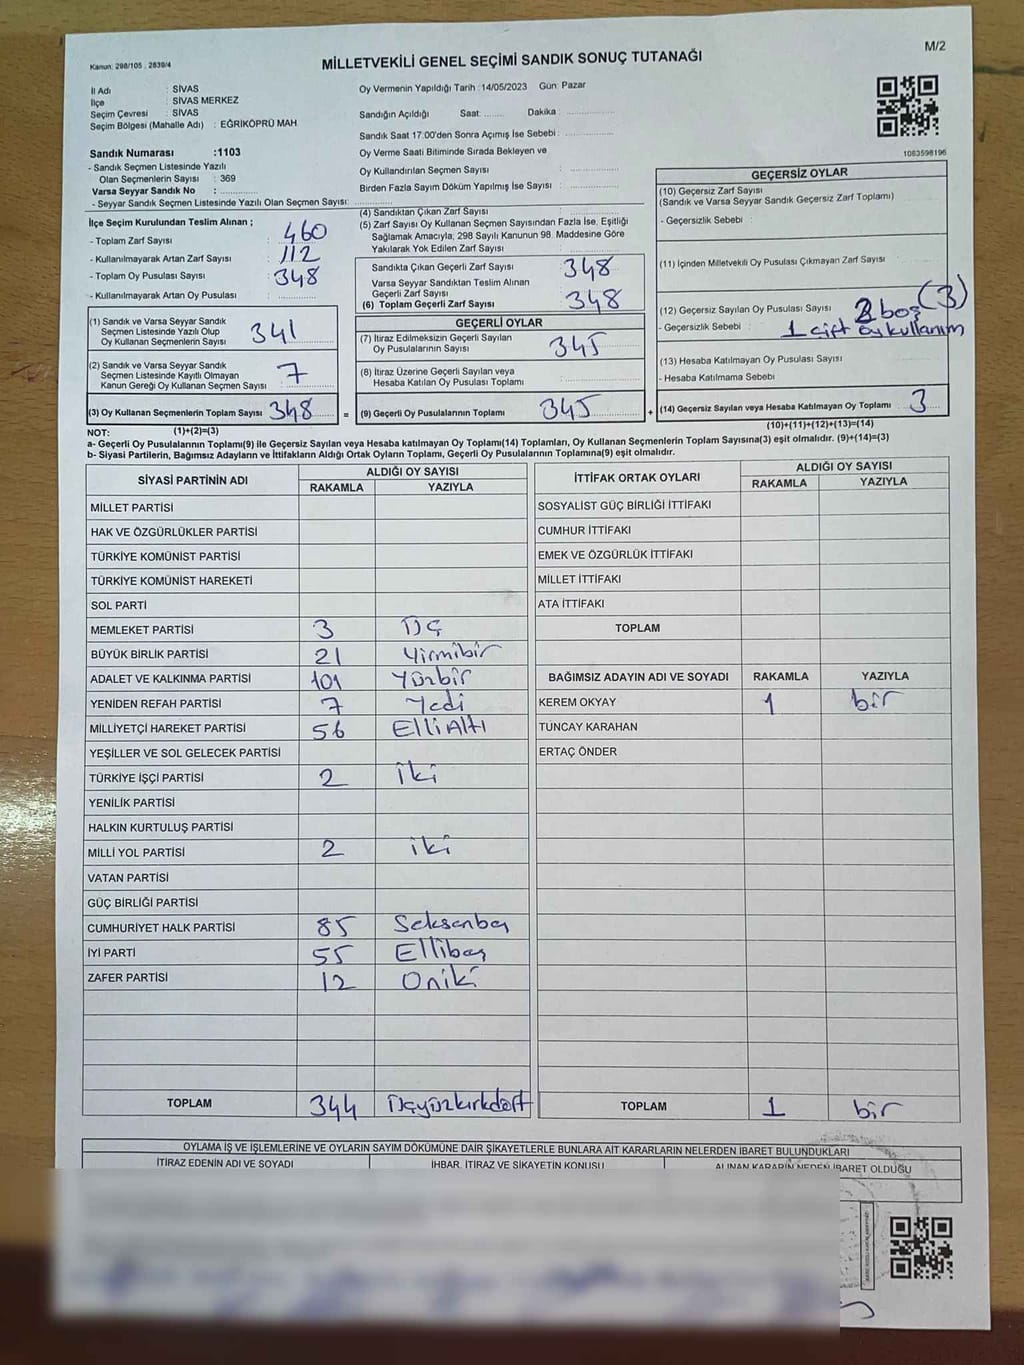 M/2
Kanun: 298/105 , 2839/4
MİLLETVEKİLİ GENEL SEÇİMİ SANDIK SONUÇ TUTANAĞI
İl Adı : SİVAS
İlçe : SİVAS MERKEZ
Seçim Çevresi : SİVAS
Seçim Bölgesi (Mahalle Adı) : EĞRİKÖPRÜ MAH
Sandık Numarası :1103
- Sandık Seçmen Listesinde Yazılı
Olan Seçmenlerin Sayısı : 369
Varsa Seyyar Sandık No :
- Seyyar Sandık Seçmen Listesinde Yazılı Olan Seçmen Sayısı:
Oy Vermenin Yapıldığı Tarih :14/05/2023 Gün: Pazar
Sandığın Açıldığı Saat: Dakika
Sandık Saat 17:00'den Sonra Açımış İse Sebebi :
Oy Verme Saati Bitiminde Sırada Bekleyen ve
Oy Kullandırılan Seçmen Sayısı :
Birden Fazla Sayım Döküm Yapılmış İse Sayısı :
1063598196
İlçe Seçim Kurulundan Teslim Alınan ;
- Toplam Zarf Sayısı : 460
- Kullanılmayarak Artan Zarf Sayısı : 112
- Toplam Oy Pusulası Sayısı : 348
- Kullanılmayarak Artan Oy Pusulası :
(1) Sandık ve Varsa Seyyar Sandık
Seçmen Listesinde Yazılı Olup
Oy Kullanan Seçmenlerin Sayısı : 341
(2) Sandık ve Varsa Seyyar Sandık
Seçmen Listesinde Kayıtlı Olmayan
Kanun Gereği Oy Kullanan Seçmen Sayısı : 7
(3) Oy Kullanan Seçmenlerin Toplam Sayısı 348 =
(1)+(2)=(3)
(4) Sandıktan Çıkan Zarf Sayısı
(5) Zarf Sayısı Oy Kullanan Seçmen Sayısından Fazla İse, Eşitliği
Sağlamak Amacıyla, 298 Sayılı Kanunun 98. Maddesine Göre
Yakılarak Yok Edilen Zarf Sayısı :
Sandıkta Çıkan Geçerli Zarf Sayısı : 348
Varsa Seyyar Sandıktan Teslim Alınan
Geçerli Zarf Sayısı :
(6) Toplam Geçerli Zarf Sayısı : 348
GEÇERLİ OYLAR
(7) İtiraz Edilmeksizin Geçerli Sayılan
Oy Pusulalarının Sayısı : 345
(8) İtiraz Üzerine Geçerli Sayılan veya
Hesaba Katılan Oy Pusulası Toplamı :
(9) Geçerli Oy Pusulalarının Toplamı : 345 +
GEÇERSİZ OYLAR
(10) Geçersiz Zarf Sayısı
(Sandık ve Varsa Seyyar Sandık Geçersiz Zarf Toplamı)
- Geçersizlik Sebebi :
(11) İçinden Milletvekili Oy Pusulası Çıkmayan Zarf Sayısı
(12) Geçersiz Sayılan Oy Pusulası Sayısı : 2 boş (3)
- Geçersizlik Sebebi : 1 çift oy kullanım
(13) Hesaba Katılmayan Oy Pusulası Sayısı
- Hesaba Katılmama Sebebi
(14) Geçersiz Sayılan veya Hesaba Katılmayan Oy Toplamı 3
(10)+(11)+(12)+(13)=(14)
NOT:
a- Geçerli Oy Pusulalarının Toplamı(9) ile Geçersiz Sayılan veya Hesaba katılmayan Oy Toplamı(14) Toplamları, Oy Kullanan Seçmenlerin Toplam Sayısına(3) eşit olmalıdır. (9)+(14)=(3)
b- Siyasi Partilerin, Bağımsız Adayların ve İttifakların Aldığı Ortak Oyların Toplamı, Geçerli Oy Pusulalarının Toplamına(9) eşit olmalıdır.
SİYASİ PARTİNİN ADI ALDIĞI OY SAYISI
RAKAMLA YAZIYLA
MİLLET PARTİSİ
HAK VE ÖZGÜRLÜKLER PARTİSİ
TÜRKİYE KOMÜNİST PARTİSİ
TÜRKİYE KOMÜNİST HAREKETİ
SOL PARTİ
MEMLEKET PARTİSİ 3 Üç
BÜYÜK BİRLİK PARTİSİ 21 Yirmibir
ADALET VE KALKINMA PARTİSİ 101 Yüzbir
YENİDEN REFAH PARTİSİ 7 Yedi
MİLLİYETÇİ HAREKET PARTİSİ 56 ElliAltı
YEŞİLLER VE SOL GELECEK PARTİSİ
TÜRKİYE İŞÇİ PARTİSİ 2 iki
YENİLİK PARTİSİ
HALKIN KURTULUŞ PARTİSİ
MİLLİ YOL PARTİSİ 2 iki
VATAN PARTİSİ
GÜÇ BİRLİĞİ PARTİSİ
CUMHURİYET HALK PARTİSİ 85 Seksenbeş
İYİ PARTİ 55 Ellibeş
ZAFER PARTİSİ 12 Oniki
TOPLAM 344 Üçyüzkırkdört
İTTİFAK ORTAK OYLARI ALDIĞI OY SAYISI
RAKAMLA YAZIYLA
SOSYALİST GÜÇ BİRLİĞİ İTTİFAKI
CUMHUR İTTİFAKI
EMEK VE ÖZGÜRLÜK İTTİFAKI
MİLLET İTTİFAKI
ATA İTTİFAKI
TOPLAM
BAĞIMSIZ ADAYIN ADI VE SOYADI RAKAMLA YAZIYLA
KEREM OKYAY 1 bir
TUNCAY KARAHAN
ERTAÇ ÖNDER
TOPLAM 1 bir
OYLAMA İŞ VE İŞLEMLERİNE VE OYLARIN SAYIM DÖKÜMÜNE DAİR ŞİKAYETLERLE BUNLARA AİT KARARLARIN NELERDEN İBARET BULUNDUKLARI
İTİRAZ EDENİN ADI VE SOYADI İHBAR, İTİRAZ VE ŞİKAYETİN KONUSU ALINAN KARARIN NEDEN İBARET OLDUĞU